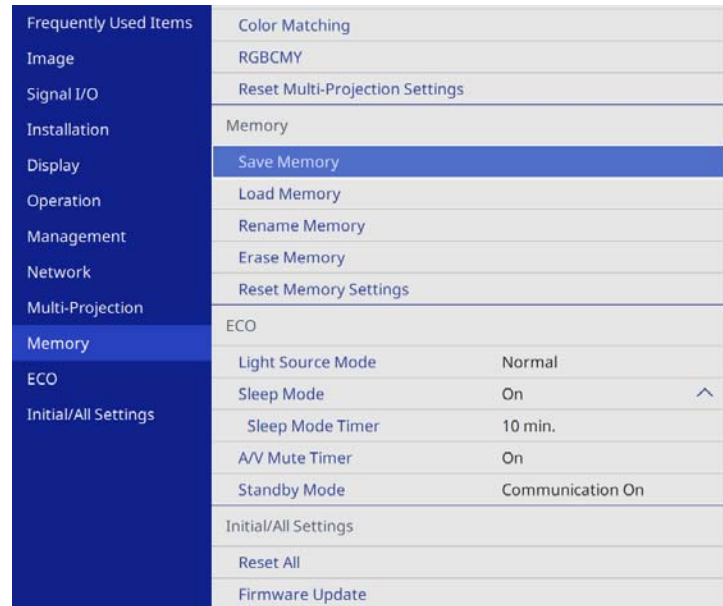 Frequently Used Items
Image
Signal I/O
Installation
Display
Operation
Management
Network
Multi-Projection
Memory
ECO
Initial/All Settings
Color Matching
RGBCMY
Reset Multi-Projection Settings
Memory
Save Memory
Load Memory
Rename Memory
Erase Memory
Reset Memory Settings
ECO
Light Source Mode Normal
Sleep Mode On
Sleep Mode Timer 10 min.
A/V Mute Timer On
Standby Mode Communication On
Initial/All Settings
Reset All
Firmware Update